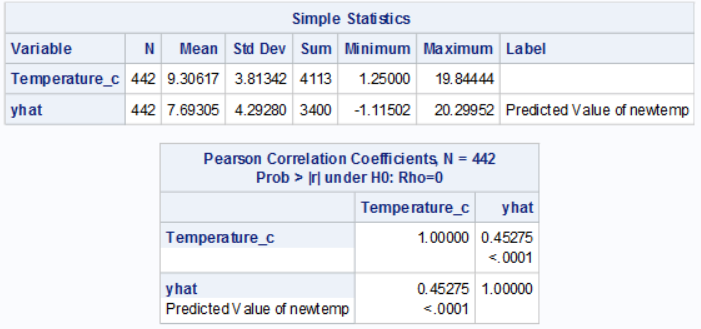 Simple Statistics
Variable N Mean Std Dev Sum Minimum Maximum Label
Temperature_c 442 9.30617 3.81342 4113 1.25000 19.84444
yhat 442 7.69305 4.29280 3400 -1.11502 20.29952 Predicted Value of newtemp
Pearson Correlation Coefficients, N = 442
Prob > |r| under H0: Rho=0
Temperature_c yhat
Temperature_c 1.00000 0.45275
<.0001
yhat 0.45275 1.00000
Predicted Value of newtemp <.0001